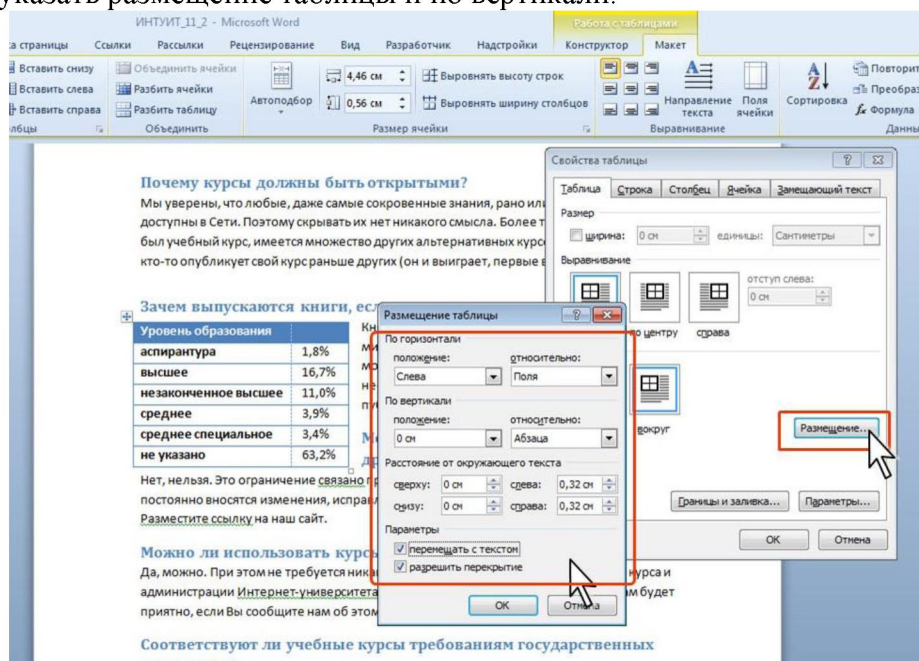 указать размещение таблицы и по вертикали.
ИНТУИТ_11_2 - Microsoft Word
Работа с таблицами
ка страницы Ссылки Рассылки Рецензирование Вид Разработчик Надстройки Конструктор Макет
Вставить снизу
Вставить слева
Вставить справа
Объединить ячейки
Разбить ячейки
Разбить таблицу
Объединить
Автоподбор
4,46 см
0,56 см
Выровнять высоту строк
Выровнять ширину столбцов
Размер ячейки
Направление текста
Поля ячейки
Выравнивание
Сортировка
Повторит
Преобраз
Формула
Данны
Почему курсы должны быть открытыми?
Мы уверены, что любые, даже самые сокровенные знания, рано или
доступны в Сети. Поэтому скрывать их нет никакого смысла. Более т
был учебный курс, имеется множество других альтернативных курсо
кто-то опубликует свой курс раньше других (он и выиграет, первые в
Зачем выпускаются книги, есл
Уровень образования
аспирантура 1,8%
высшее 16,7%
незаконченное высшее 11,0%
среднее 3,9%
среднее специальное 3,4%
не указано 63,2%
Нет, нельзя. Это ограничение связано пр
постоянно вносятся изменения, исправл
Разместите ссылку на наш сайт.
Можно ли использовать курсы
Да, можно. При этом не требуется ника курса и
администрации Интернет-университета м будет
приятно, если Вы сообщите нам об этом
Соответствуют ли учебные курсы требованиям государственных
Свойства таблицы
Таблица Строка Столбец Ячейка Замещающий текст
Размер
ширина: 0 см единицы: Сантиметры
Выравнивание
отступ слева:
0 см
по центру справа
вокруг
Размещение...
Границы и заливка... Параметры...
ОК Отмена
Размещение таблицы
По горизонтали
положение: относительно:
Слева Поля
По вертикали
положение: относительно:
0 см Абзаца
Расстояние от окружающего текста
сверху: 0 см слева: 0,32 см
снизу: 0 см справа: 0,32 см
Параметры
перемещать с текстом
разрешить перекрытие
ОК Отмена